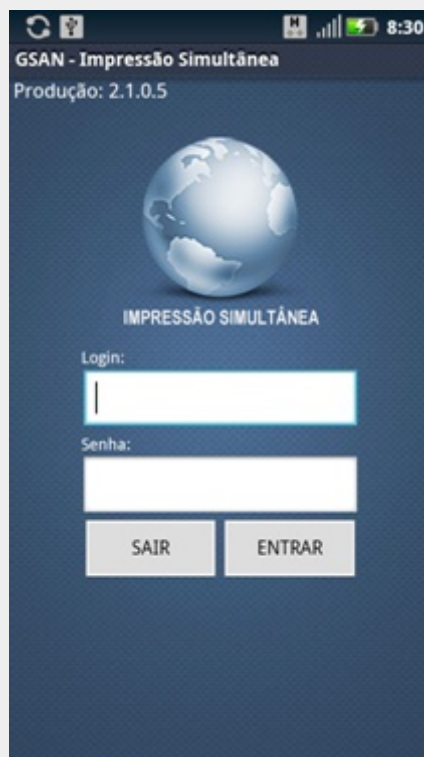 H 8:30
GSAN - Impressão Simultânea
Produção: 2.1.0.5
IMPRESSÃO SIMULTÂNEA
Login:
Senha:
SAIR ENTRAR